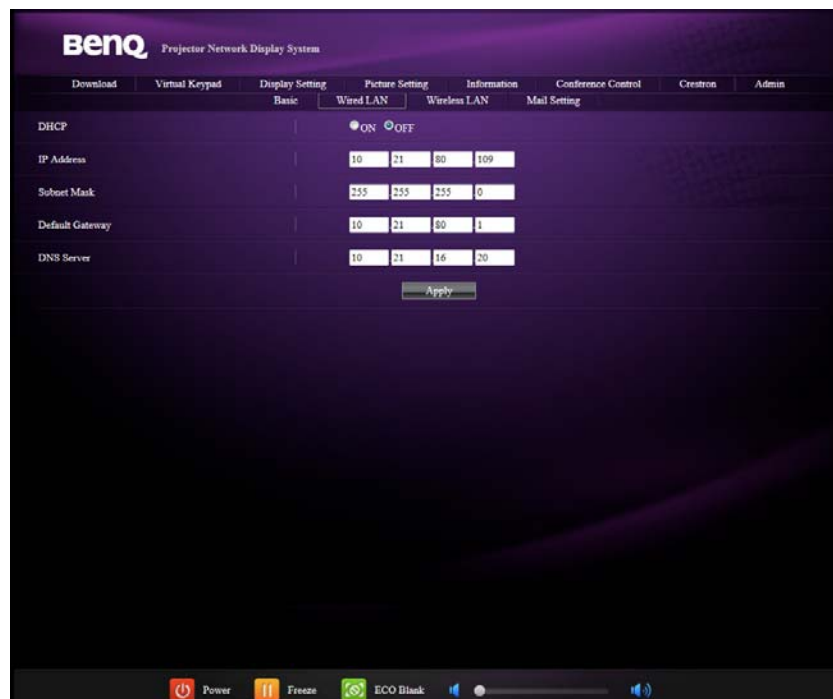 BenQ Projector Network Display System
Download Virtual Keypad Display Setting Picture Setting Information Conference Control Crestron Admin
Basic Wired LAN Wireless LAN Mail Setting
DHCP ON OFF
IP Address 10 .21 .80 .109
Subnet Mask 255 .255 .255 .0
Default Gateway 10 .21 .80 .1
DNS Server 10 .21 .16 .20
Apply
Power Freeze ECO Blank